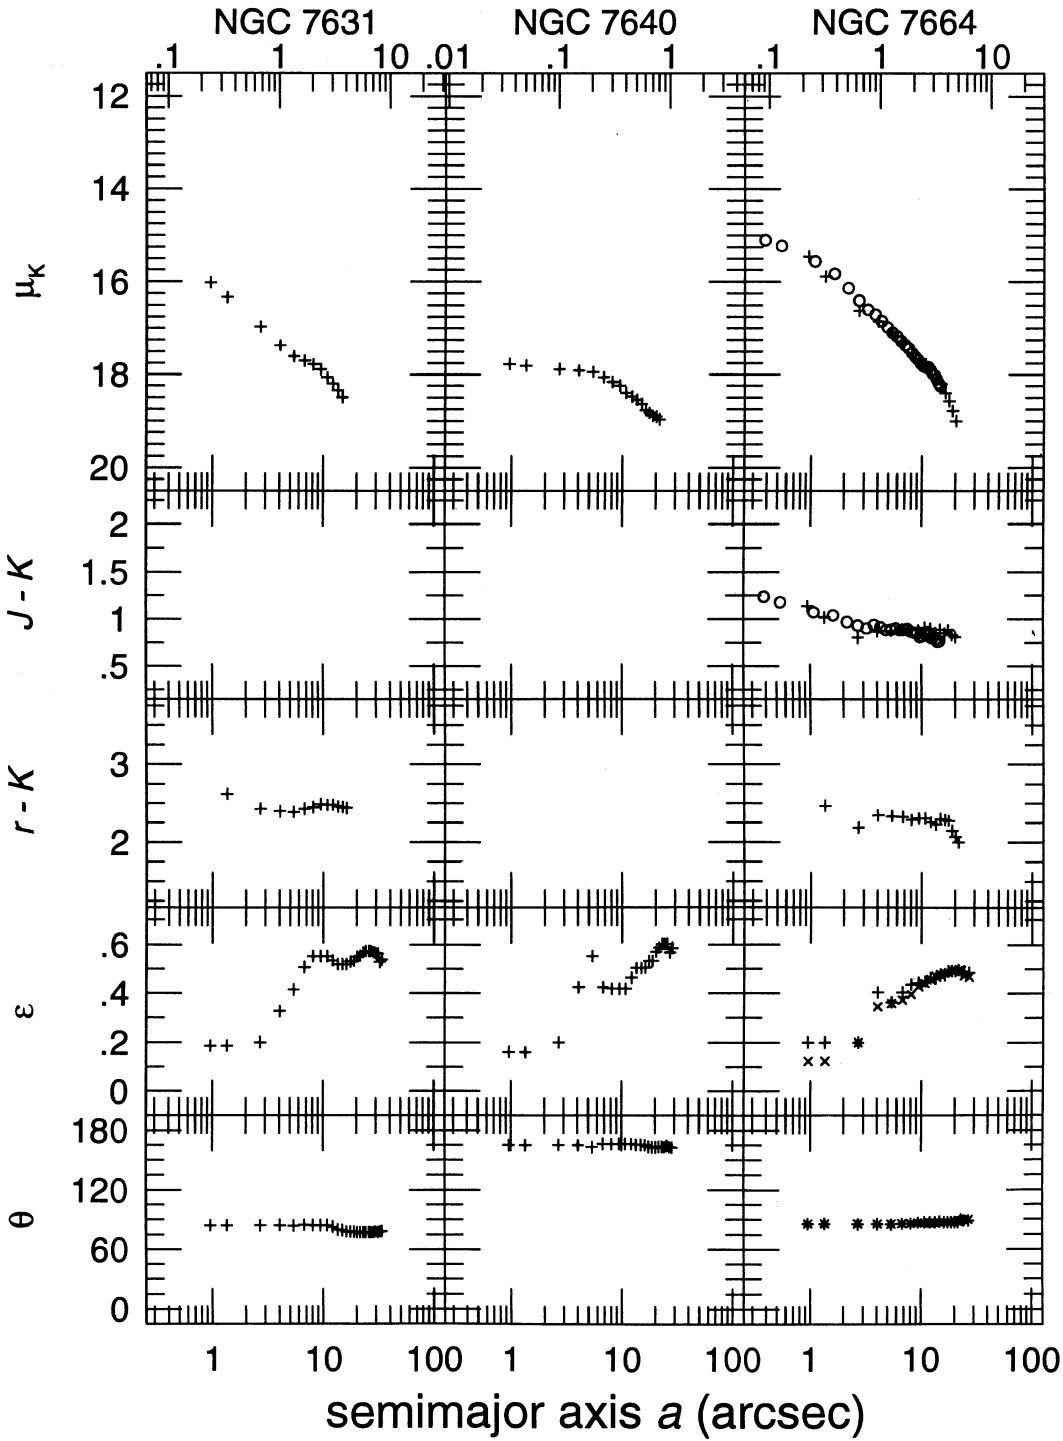 NGC 7631 NGC 7640 NGC 7664
.1 1 10 .01 .1 1 .1 1 10
12
14
16
18
20
μK
2
1.5
1
.5
J - K
3
2
r - K
.6
.4
.2
0
ε
180
120
60
0
θ
1 10 100 1 10 100 1 10 100
semimajor axis a (arcsec)